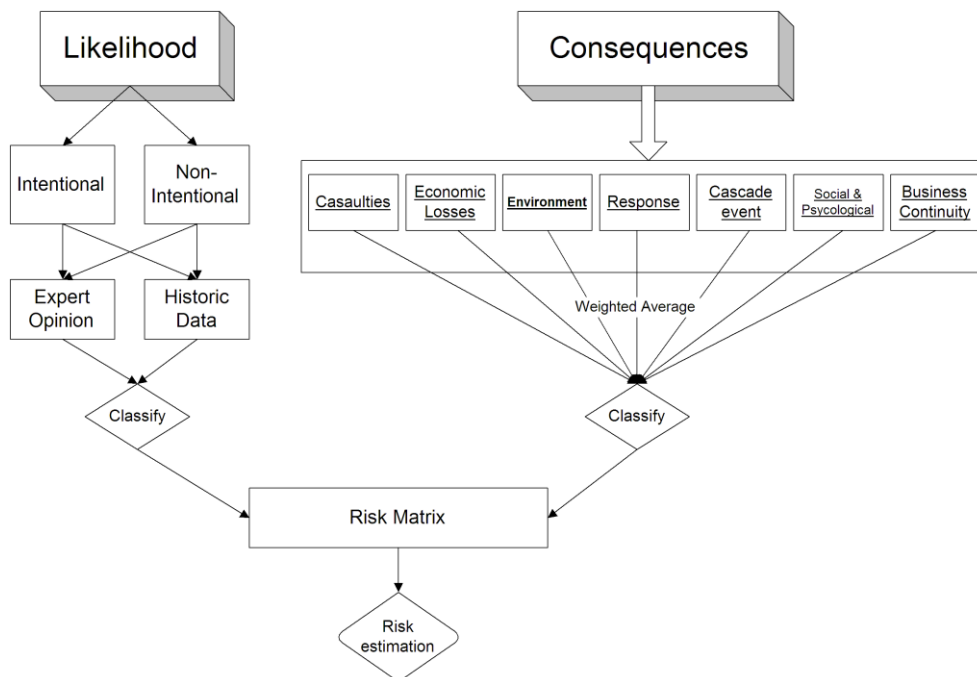 Likelihood
Consequences
Intentional
Non-
Intentional
Casaulties
Economic
Losses
Environment
Response
Cascade
event
Social &
Psycological
Business
Continuity
Expert
Opinion
Historic
Data
Weighted Average
Classify
Classify
Risk Matrix
Risk
estimation